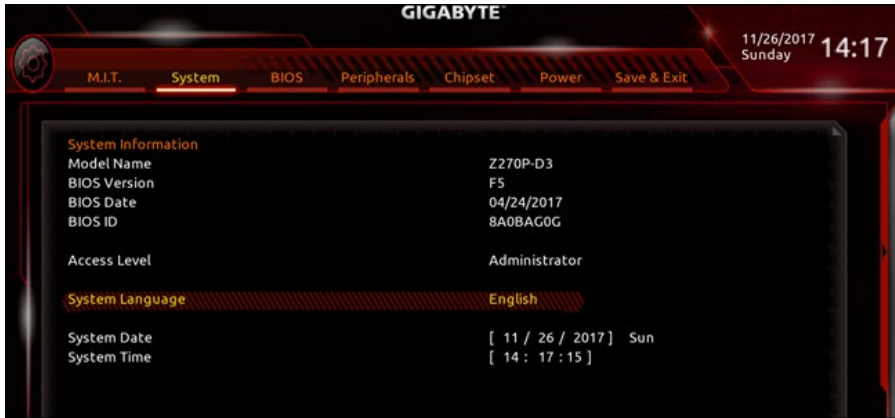 GIGABYTE™
11/26/2017 14:17
Sunday
M.I.T. System BIOS Peripherals Chipset Power Save & Exit
System Information
Model Name Z270P-D3
BIOS Version F5
BIOS Date 04/24/2017
BIOS ID 8A0BAG0G
Access Level Administrator
System Language English
System Date [ 11 / 26 / 2017 ] Sun
System Time [ 14 : 17 : 15 ]